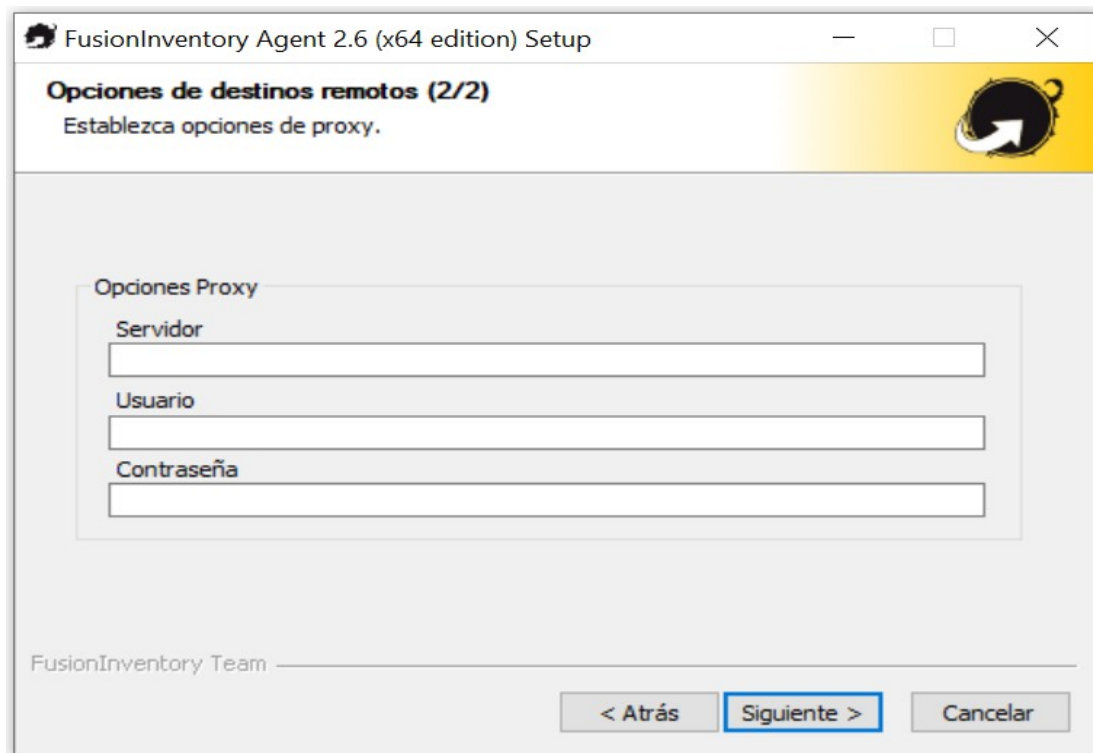 FusionInventory Agent 2.6 (x64 edition) Setup
Opciones de destinos remotos (2/2)
Establezca opciones de proxy.
Opciones Proxy
Servidor
Usuario
Contraseña
FusionInventory Team
< Atrás
Siguiente >
Cancelar